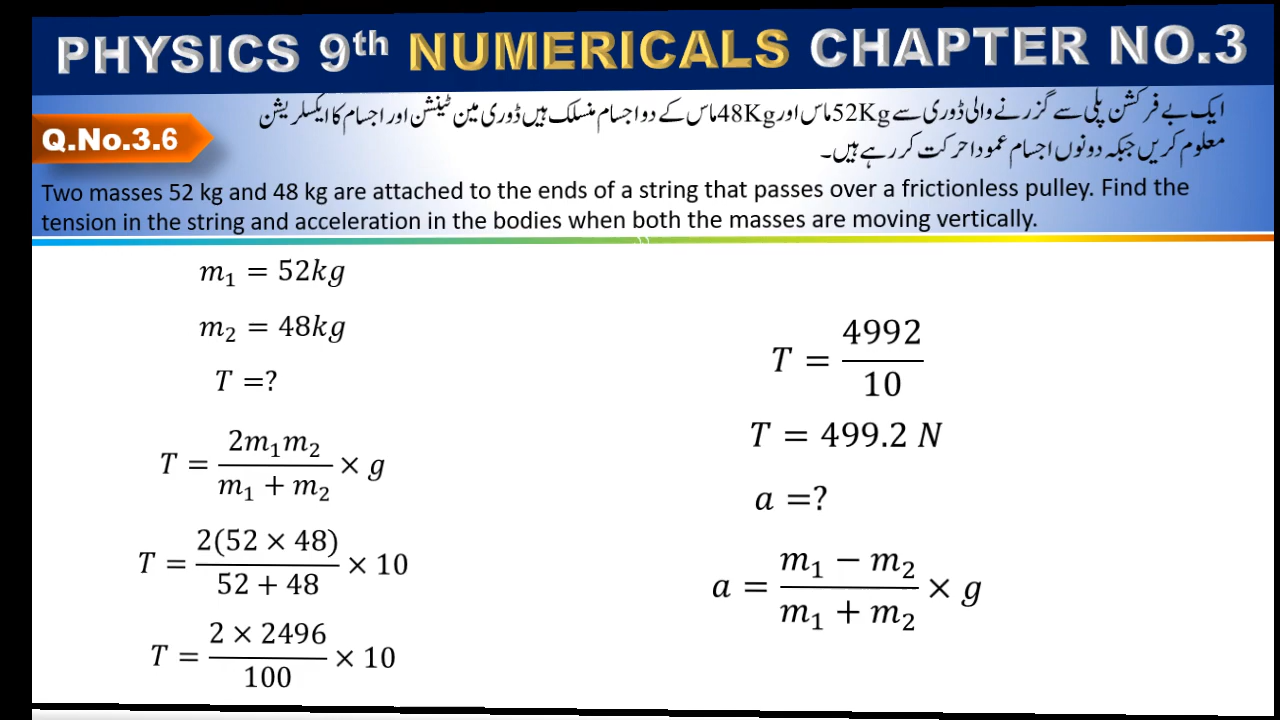 PHYSICS 9th NUMERICALS CHAPTER NO.3
Q.No.3.6
ایک بے فرکشن پلی سے گزرنے والی ڈوری سے 52Kg ماس اور 48Kg ماس کے دو اجسام منسلک ہیں ڈوری مین ٹینشن اور اجسام کا ایکسلریشن
معلوم کریں جبکہ دونوں اجسام عموداحرکت کر رہے ہیں۔
Two masses 52 kg and 48 kg are attached to the ends of a string that passes over a frictionless pulley. Find the
tension in the string and acceleration in the bodies when both the masses are moving vertically.
m₁ = 52kg
m₂ = 48kg
T =?
T = 2m₁m₂ / m₁ + m₂ × g
T = 2(52 × 48) / 52 + 48 × 10
T = 2 × 2496 / 100 × 10
T = 4992 / 10
T = 499.2 N
a =?
a = m₁ − m₂ / m₁ + m₂ × g